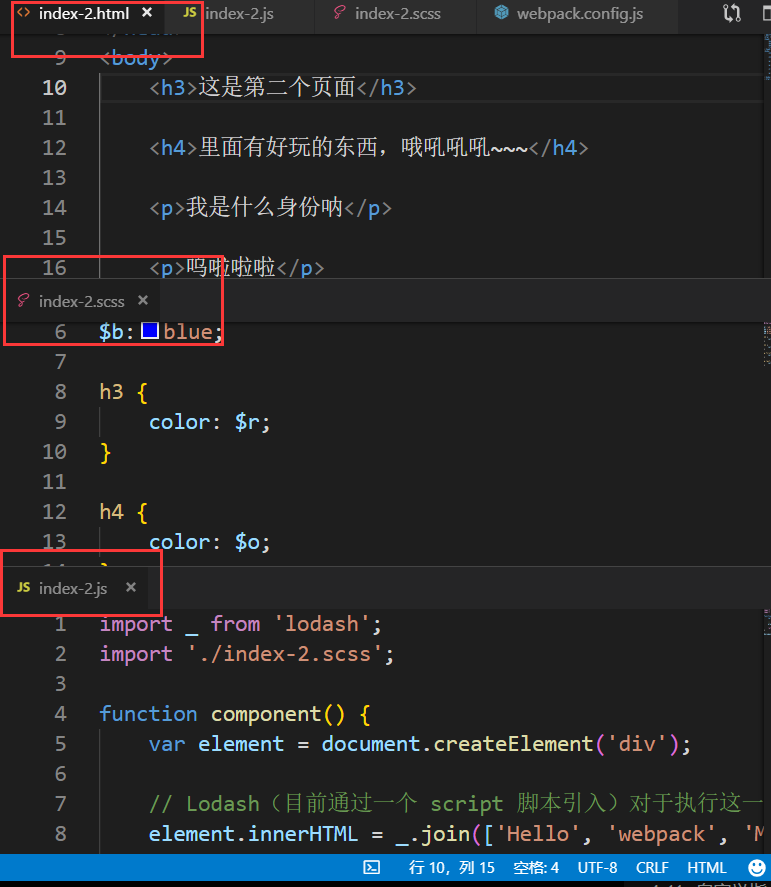 index-2.html × JS index-2.js index-2.scss webpack.config.js
9 <body>
10 <h3>这是第二个页面</h3>
11
12 <h4>里面有好玩的东西，哦吼吼吼~~~</h4>
13
14 <p>我是什么身份呐</p>
15
16 <p>呜啦啦啦</p>
index-2.scss ×
6 $b: blue;
7
8 h3 {
9 color: $r;
10 }
11
12 h4 {
13 color: $o;
JS index-2.js ×
1 import _ from 'lodash';
2 import './index-2.scss';
3
4 function component() {
5 var element = document.createElement('div');
6
7 // Lodash（目前通过一个 script 脚本引入）对于执行这一
8 element.innerHTML = _.join(['Hello', 'webpack', 'M
行 10，列 15 空格: 4 UTF-8 CRLF HTML